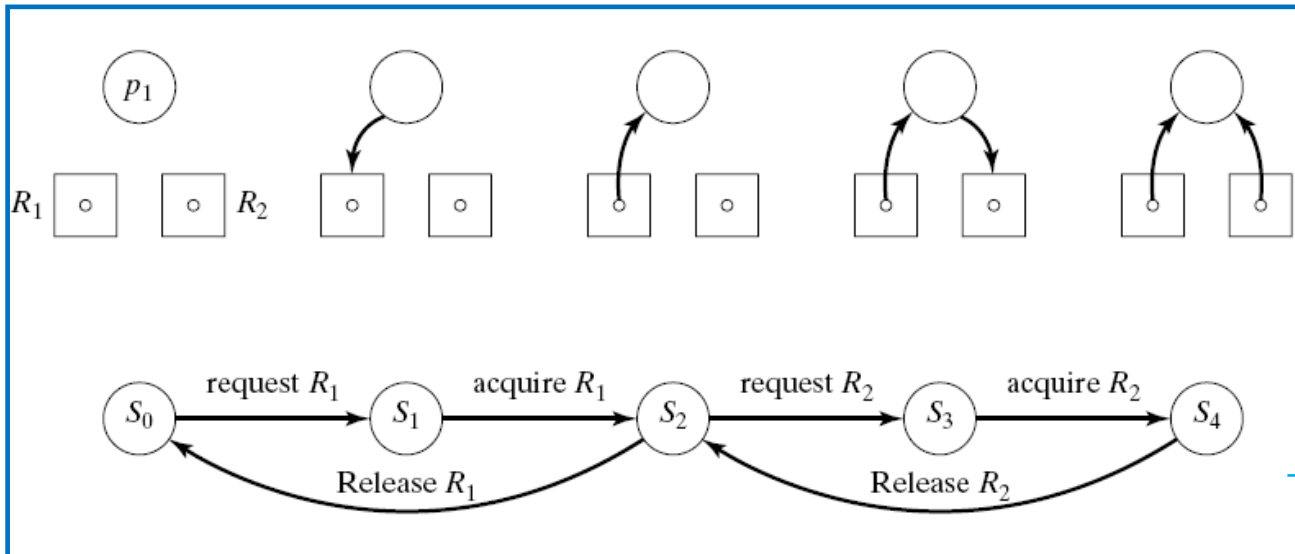 p₁
R₁ R₂
request R₁ acquire R₁ request R₂ acquire R₂
S₀ S₁ S₂ S₃ S₄
Release R₁ Release R₂